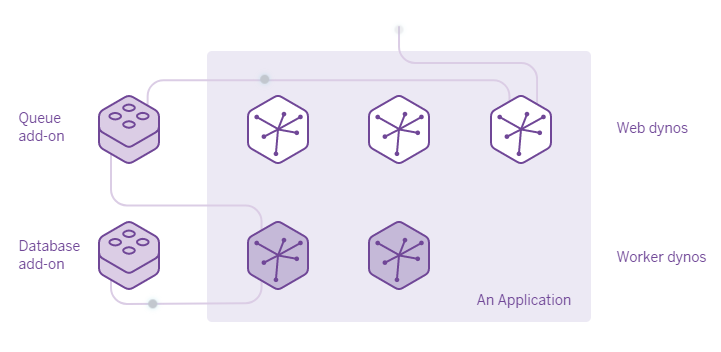 Queue
add-on
Web dynos
Database
add-on
Worker dynos
An Application